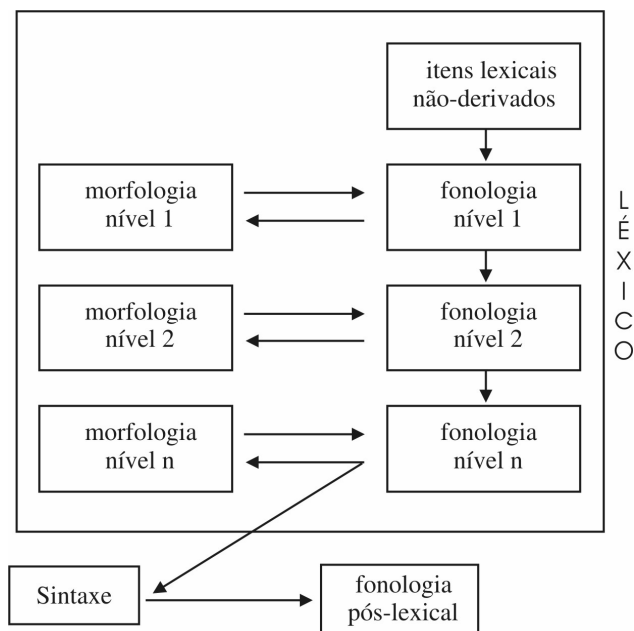 itens lexicais
não-derivados
morfologia
nível 1
fonologia
nível 1
morfologia
nível 2
fonologia
nível 2
morfologia
nível n
fonologia
nível n
L
É
X
I
C
O
Sintaxe
fonologia
pós-lexical